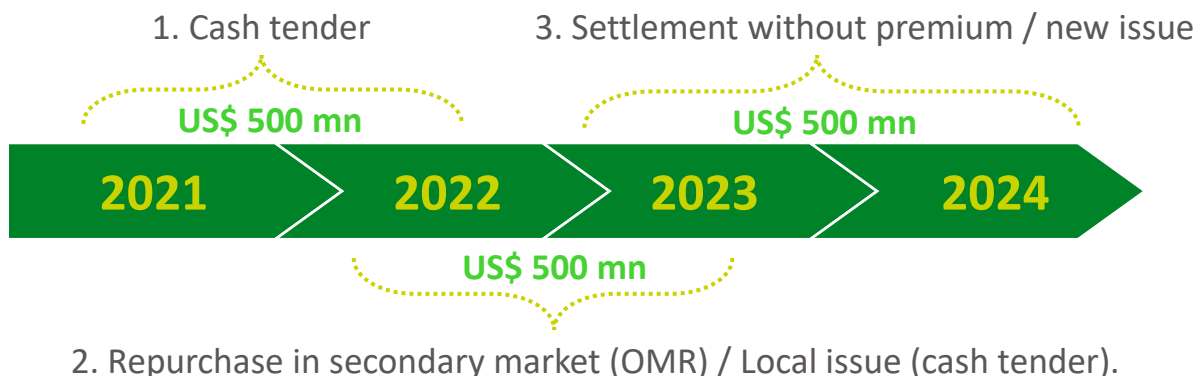 1. Cash tender
3. Settlement without premium / new issue
US$ 500 mn
US$ 500 mn
2021
2022
2023
2024
US$ 500 mn
2. Repurchase in secondary market (OMR) / Local issue (cash tender).